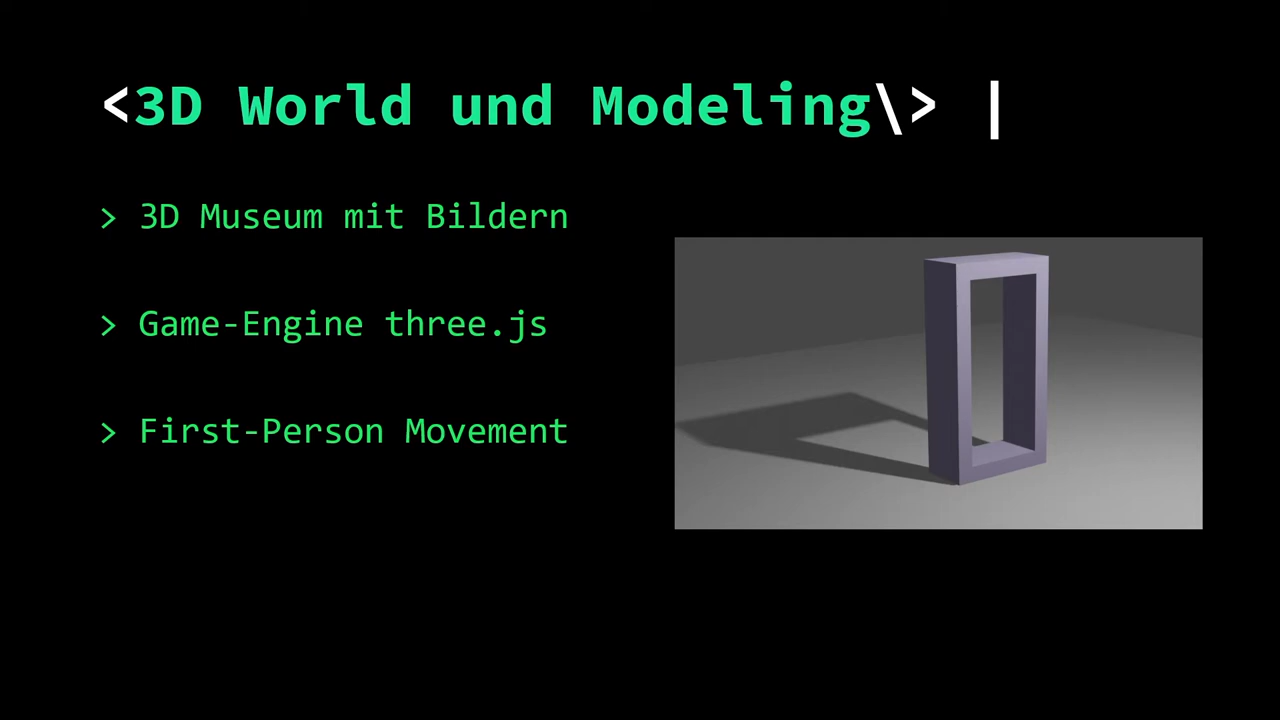 <3D World und Modeling\> |
> 3D Museum mit Bildern
> Game-Engine three.js
> First-Person Movement